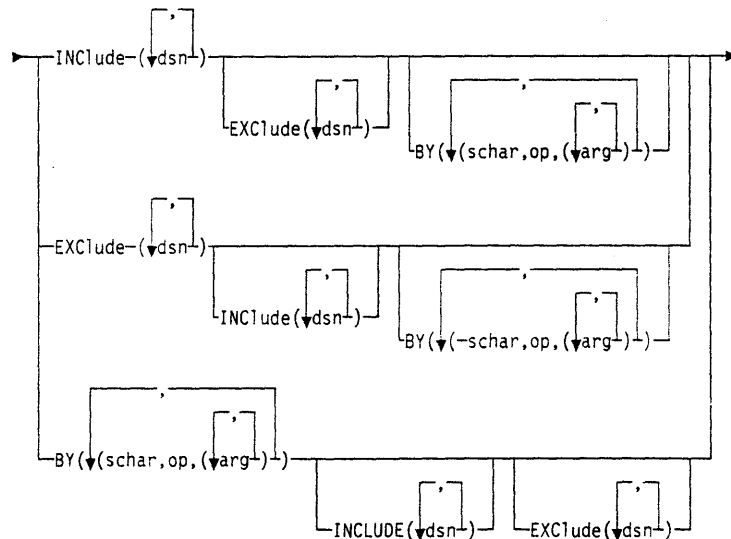 ,
INClude (dsn)
,
EXClude(dsn)
,
,
BY((schar,op,(arg)))
,
EXClude (dsn)
,
INClude(dsn)
,
,
BY((schar,op,(arg)))
,
,
BY((schar,op,(arg)))
,
INCLUDE(dsn)
,
EXClude(dsn)